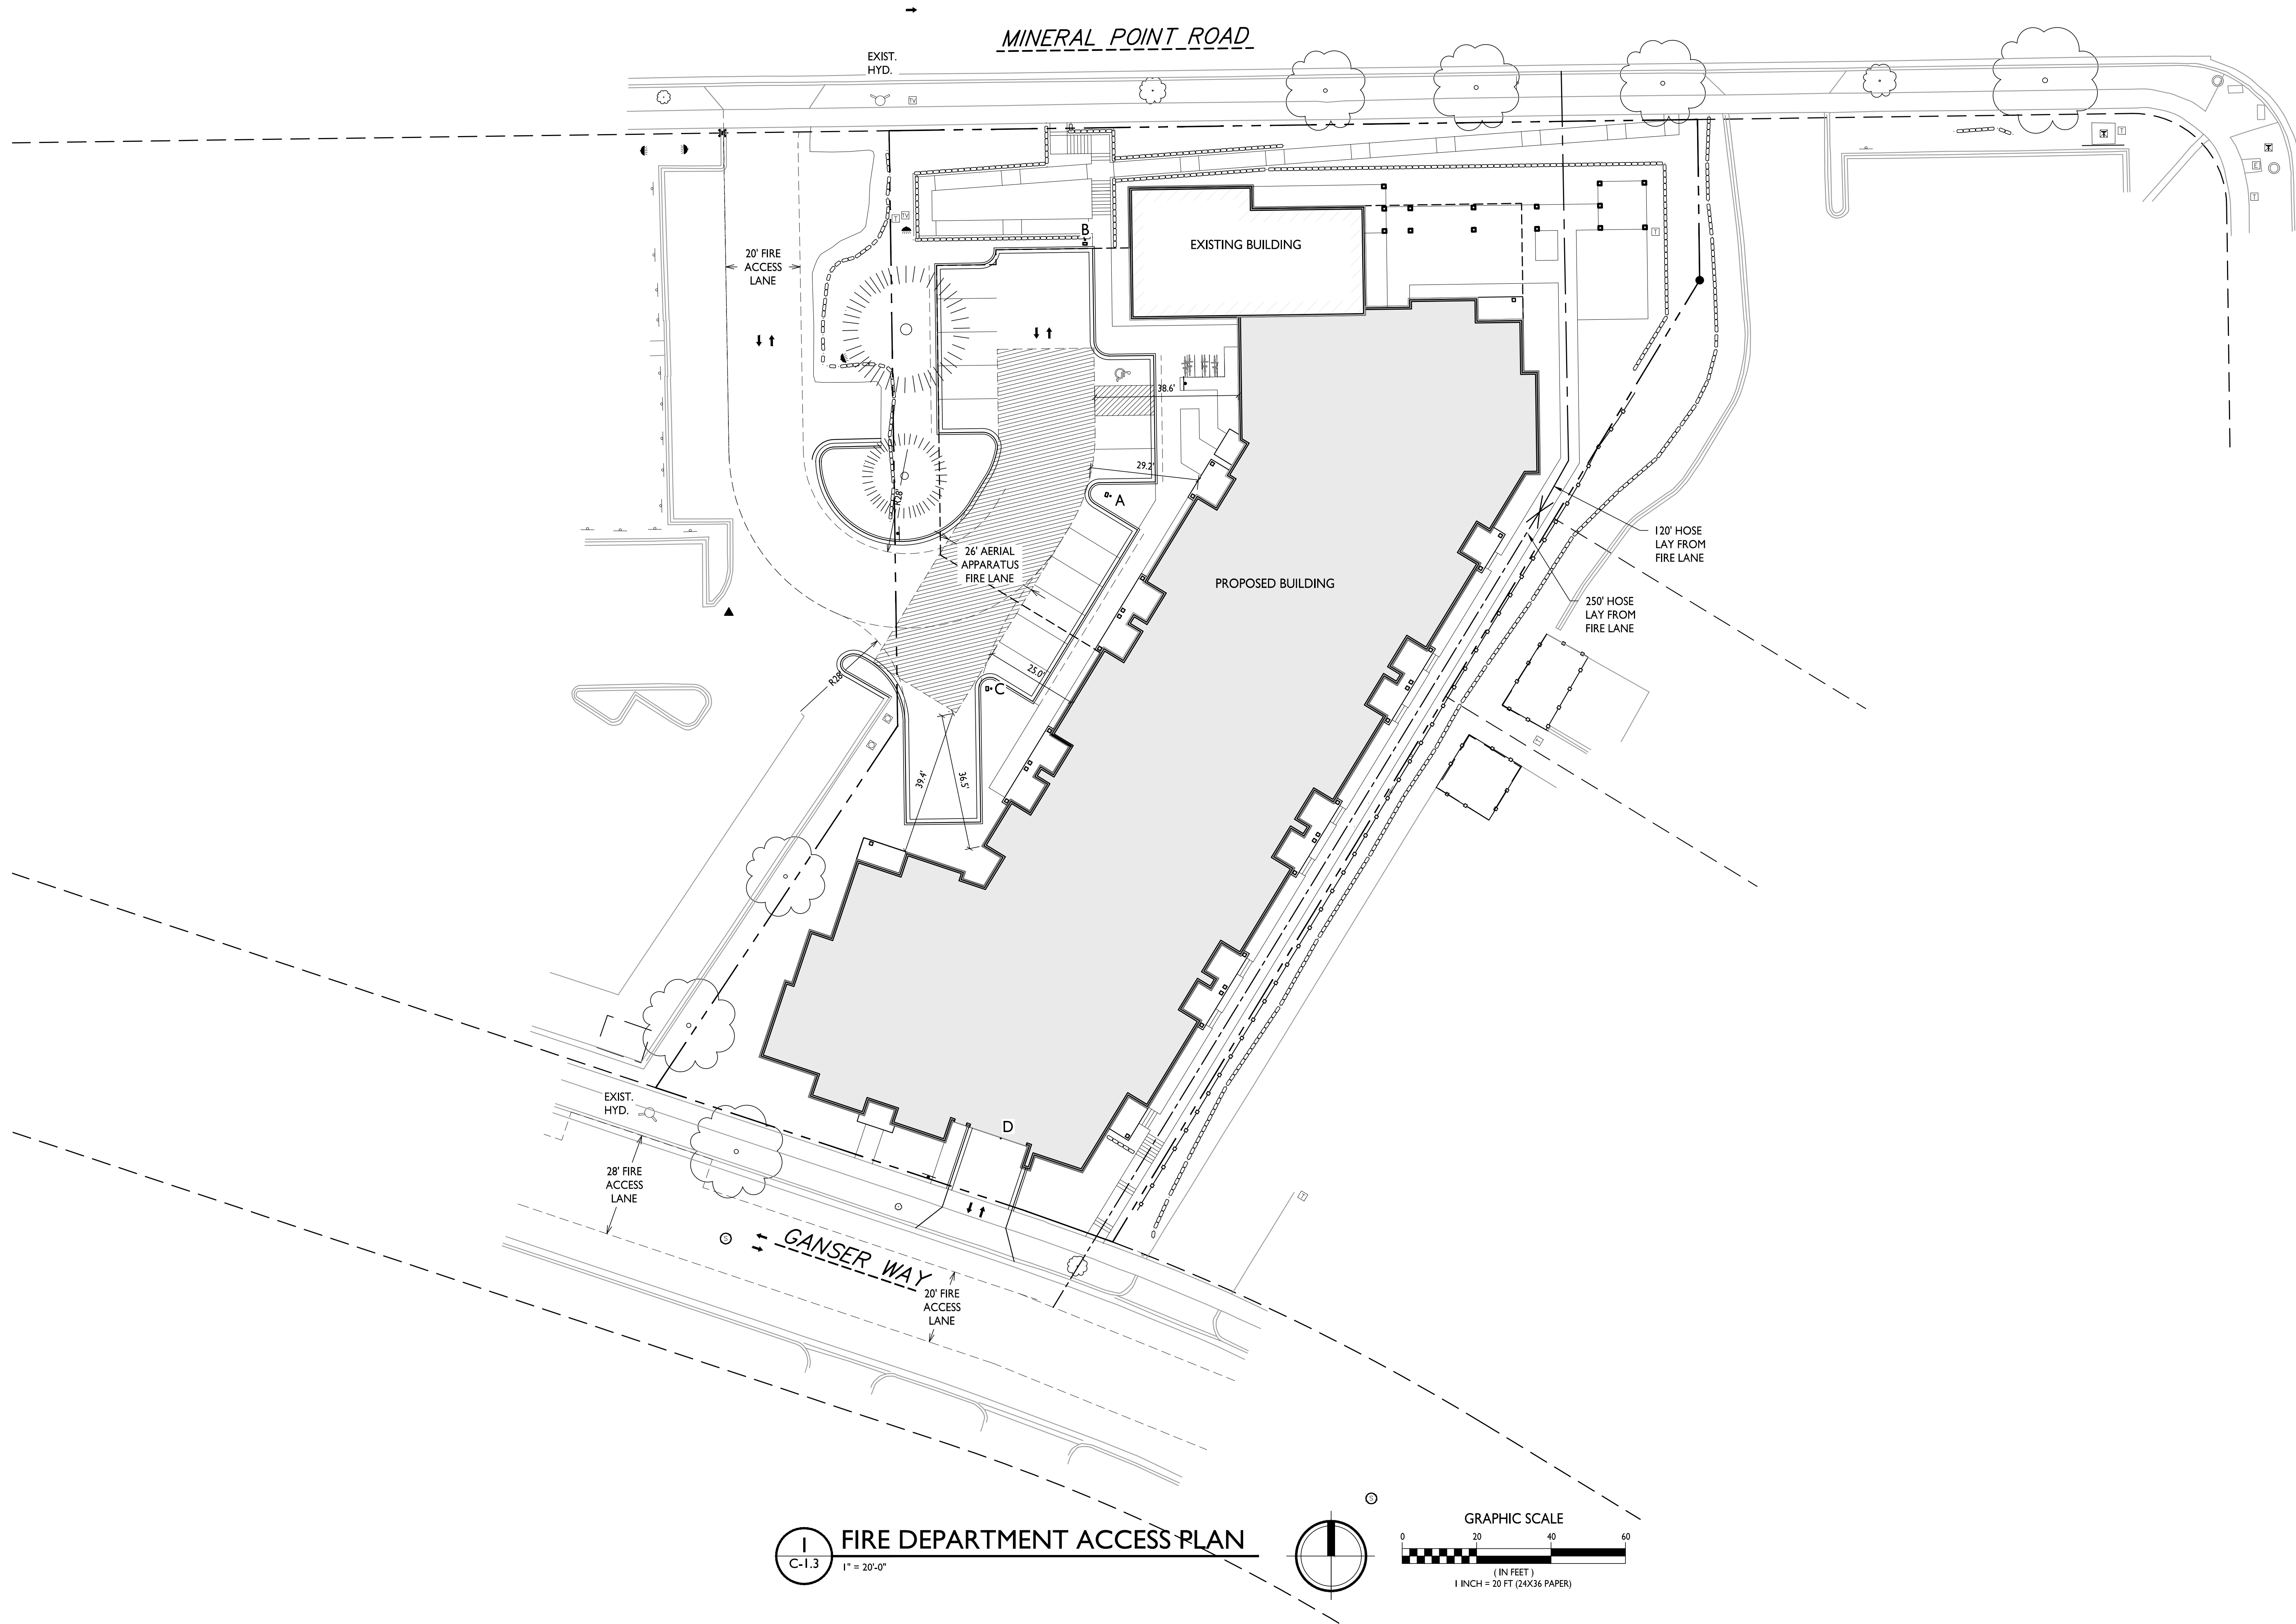 MINERAL POINT ROAD
EXIST.
HYD.
TV
T
T
E
T
T
TV
B
EXISTING BUILDING
T
20' FIRE
ACCESS
LANE
38.6'
29.2'
A
R28'
26' AERIAL
APPARATUS
FIRE LANE
120' HOSE
LAY FROM
FIRE LANE
PROPOSED BUILDING
250' HOSE
LAY FROM
FIRE LANE
25.0'
R28'
C
39.4'
36.5'
EXIST.
HYD.
D
28' FIRE
ACCESS
LANE
T
S
GANSER WAY
20' FIRE
ACCESS
LANE
S
1
C-1.3
FIRE DEPARTMENT ACCESS PLAN
1" = 20'-0"
GRAPHIC SCALE
0 20 40 60
( IN FEET )
1 INCH = 20 FT (24X36 PAPER)